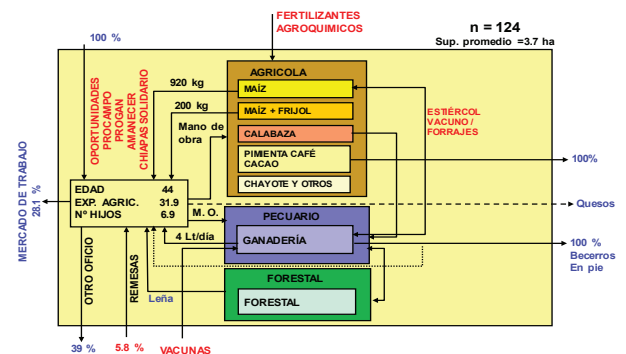 FERTILIZANTES
AGROQUIMICOS
n = 124
Sup. promedio =3.7 ha
100 %
OPORTUNIDADES
PROCAMPO
PROGAN
AMANECER
CHIAPAS SOLIDARIO
920 kg
200 kg
Mano de
obra
AGRICOLA
MAÍZ
MAÍZ + FRIJOL
CALABAZA
PIMIENTA CAFÉ
CACAO
CHAYOTE Y OTROS
ESTIÉRCOL
VACUNO /
FORRAJES
100%
MERCADO DE TRABAJO
28.1 %
EDAD 44
EXP. AGRIC. 31.9
Nº HIJOS 6.9
M. O.
4 Lt/día
Quesos
PECUARIO
GANADERÍA
100 %
Becerros
En pie
OTRO OFICIO
REMESAS
Leña
FORESTAL
FORESTAL
39 %
5.8 %
VACUNAS